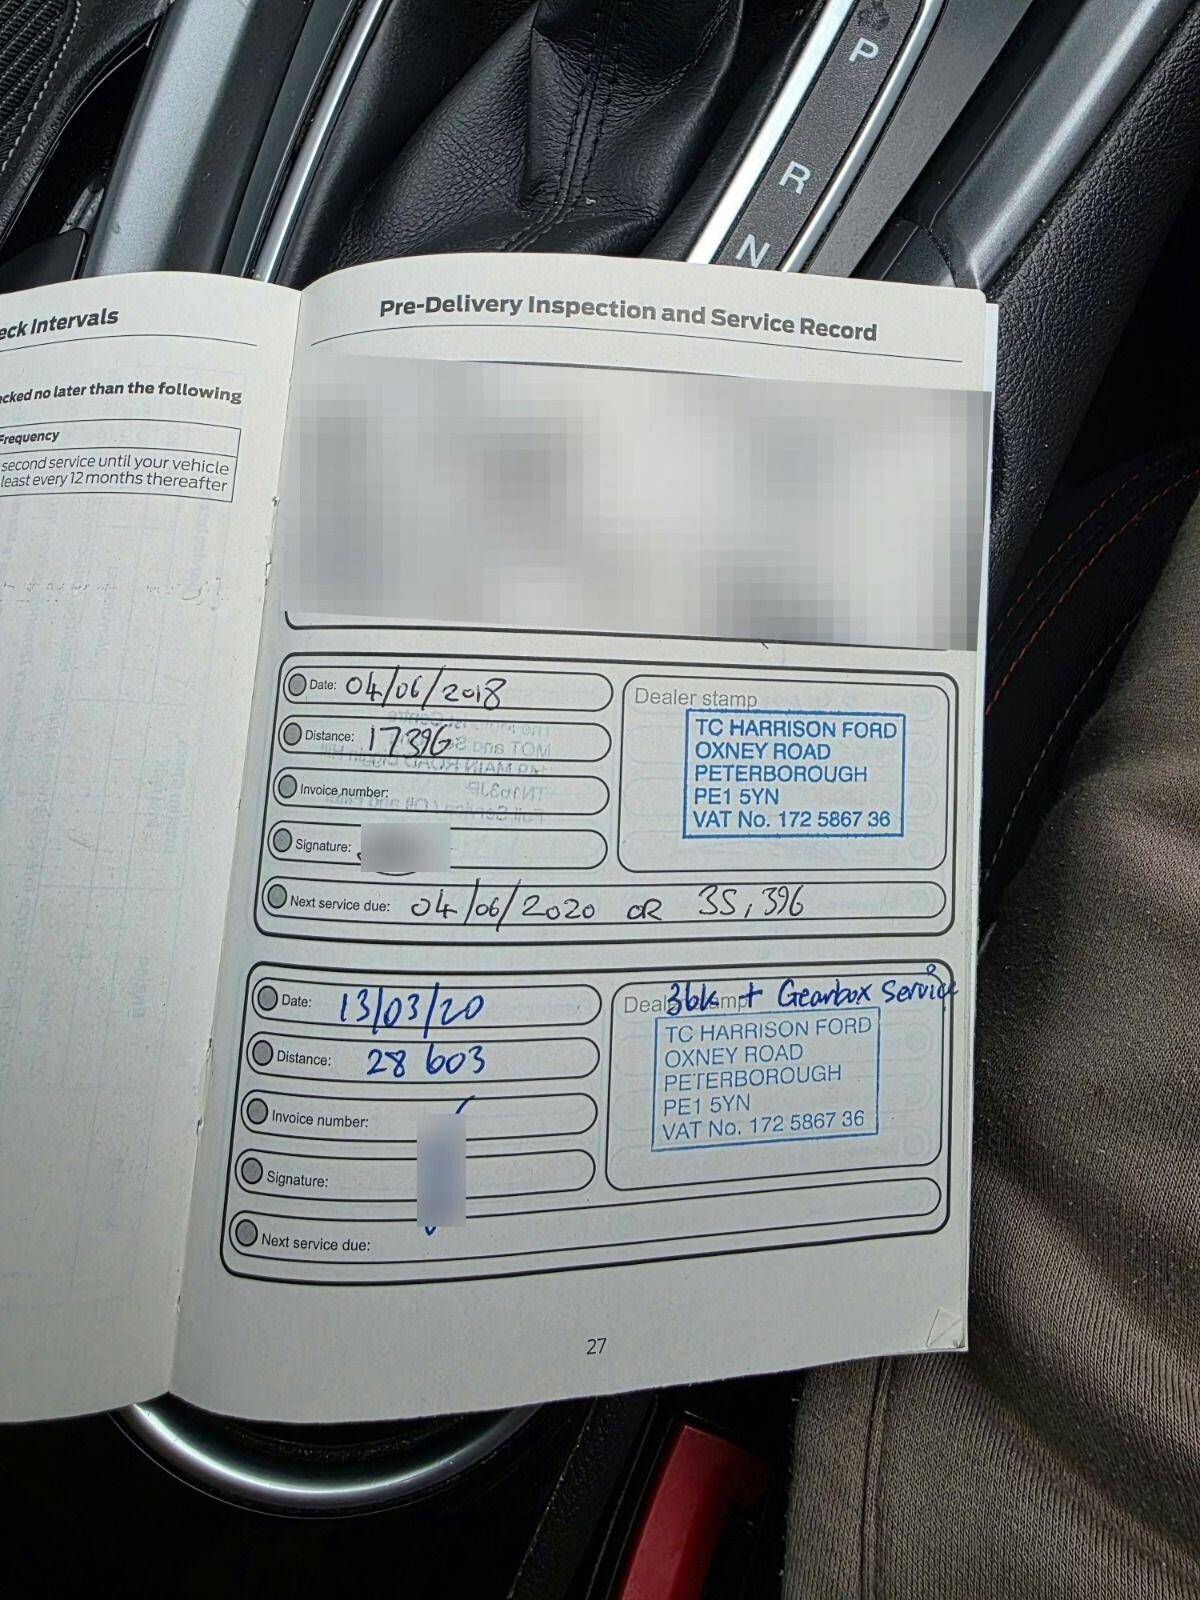 P
R
N
eck Intervals
ecked no later than the following
Frequency
second service until your vehicle
least every 12 months thereafter
Pre-Delivery Inspection and Service Record
Date: 04/06/2018
Distance: 17396
Invoice number:
Signature:
Next service due: 04/06/2020 OR 35,396
Dealer stamp
TC HARRISON FORD
OXNEY ROAD
PETERBOROUGH
PE1 5YN
VAT No. 172 5867 36
Date: 13/03/20
Distance: 28 603
Invoice number:
Signature:
Next service due:
Dealer stamp
36k + Gearbox Service
TC HARRISON FORD
OXNEY ROAD
PETERBOROUGH
PE1 5YN
VAT No. 172 5867 36
27